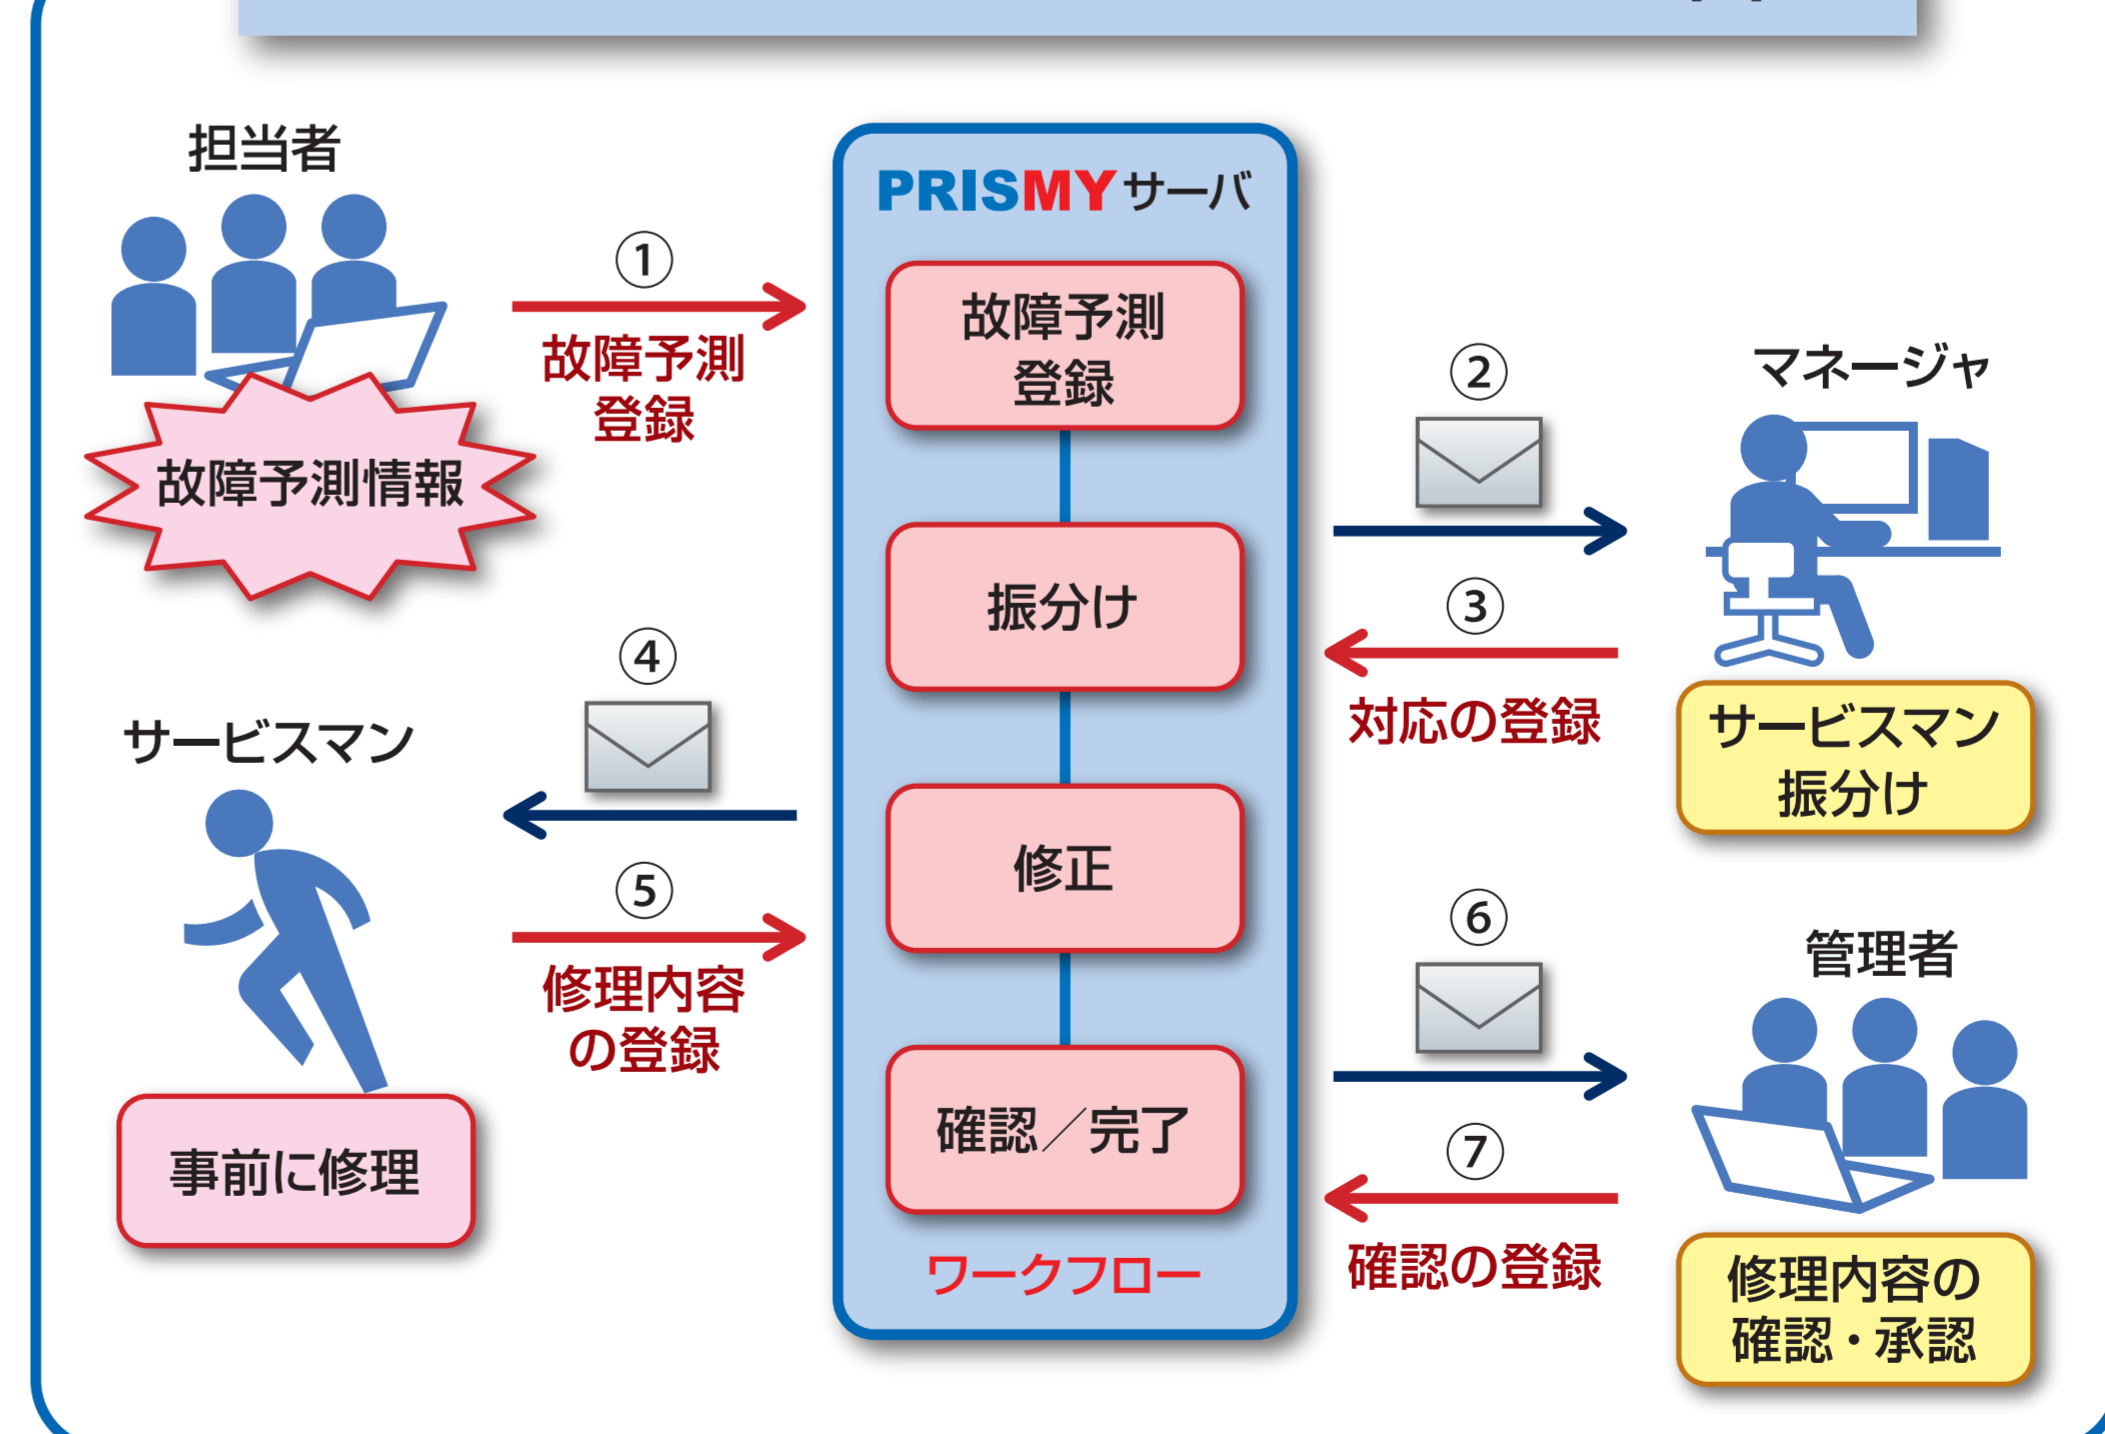 担当者
故障予測情報
①
故障予測
登録
PRISMYサーバ
故障予測
登録
振分け
修正
確認／完了
ワークフロー
②
マネージャ
③
対応の登録
サービスマン
振分け
④
サービスマン
⑤
修理内容
の登録
事前に修理
⑥
管理者
⑦
確認の登録
修理内容の
確認・承認